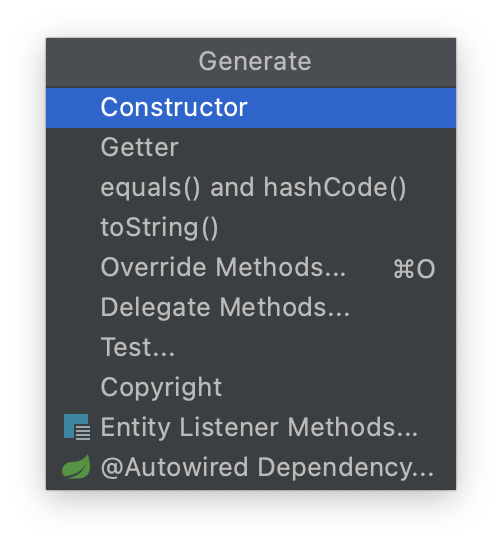 Generate
Constructor
Getter
equals() and hashCode()
toString()
Override Methods... ⌘O
Delegate Methods...
Test...
Copyright
Entity Listener Methods...
@Autowired Dependency...